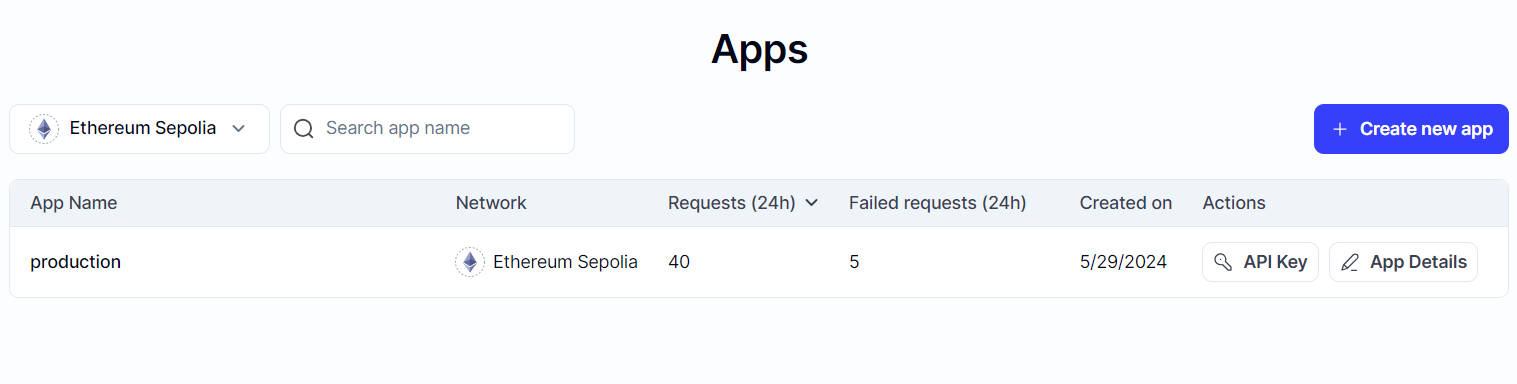 Apps
Ethereum Sepolia Search app name Create new app
App Name Network Requests (24h) Failed requests (24h) Created on Actions
production Ethereum Sepolia 40 5 5/29/2024 API Key App Details